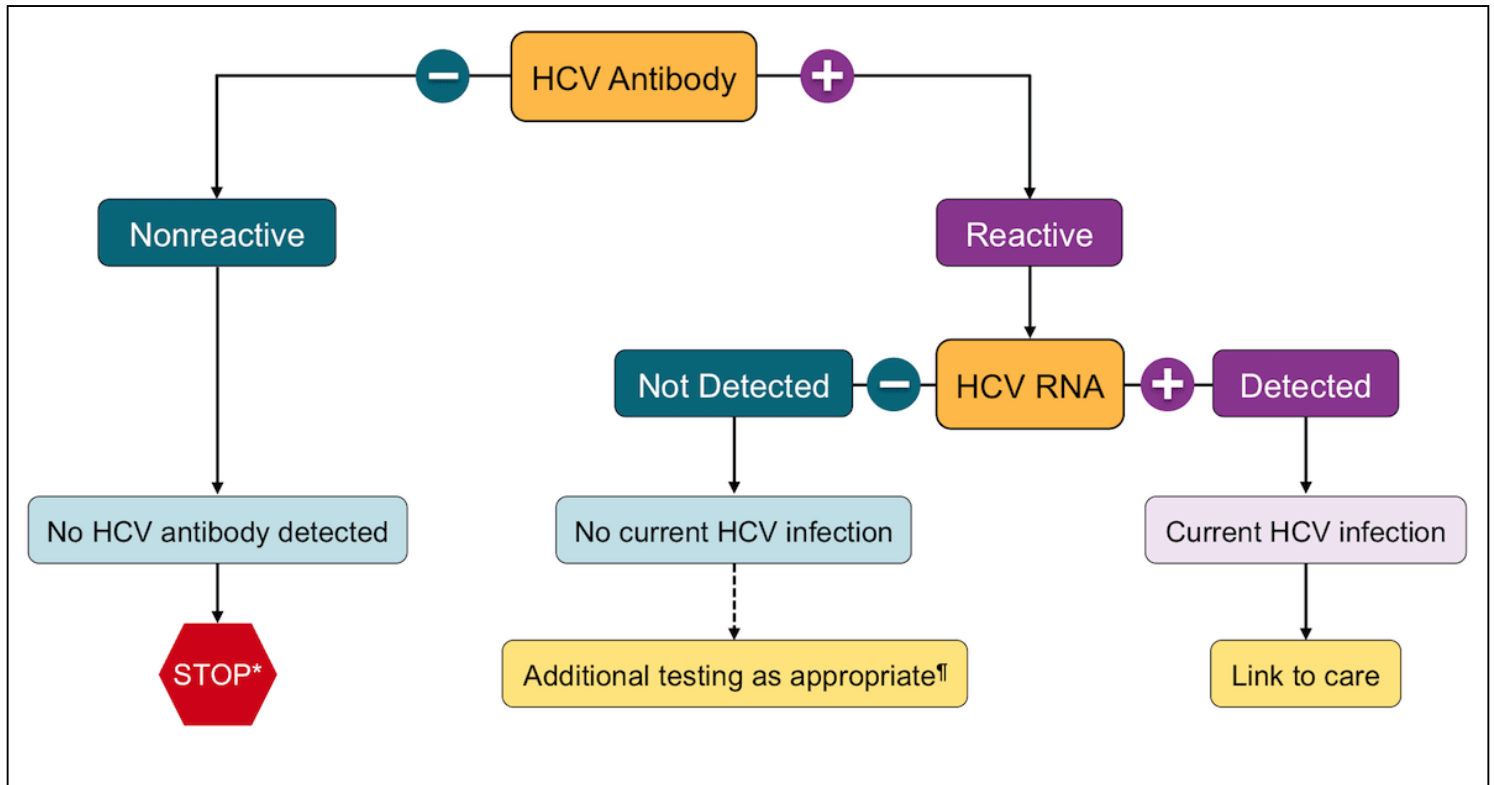 HCV Antibody
Nonreactive
Reactive
Not Detected
HCV RNA
Detected
No HCV antibody detected
No current HCV infection
Current HCV infection
STOP*
Additional testing as appropriate¶
Link to care